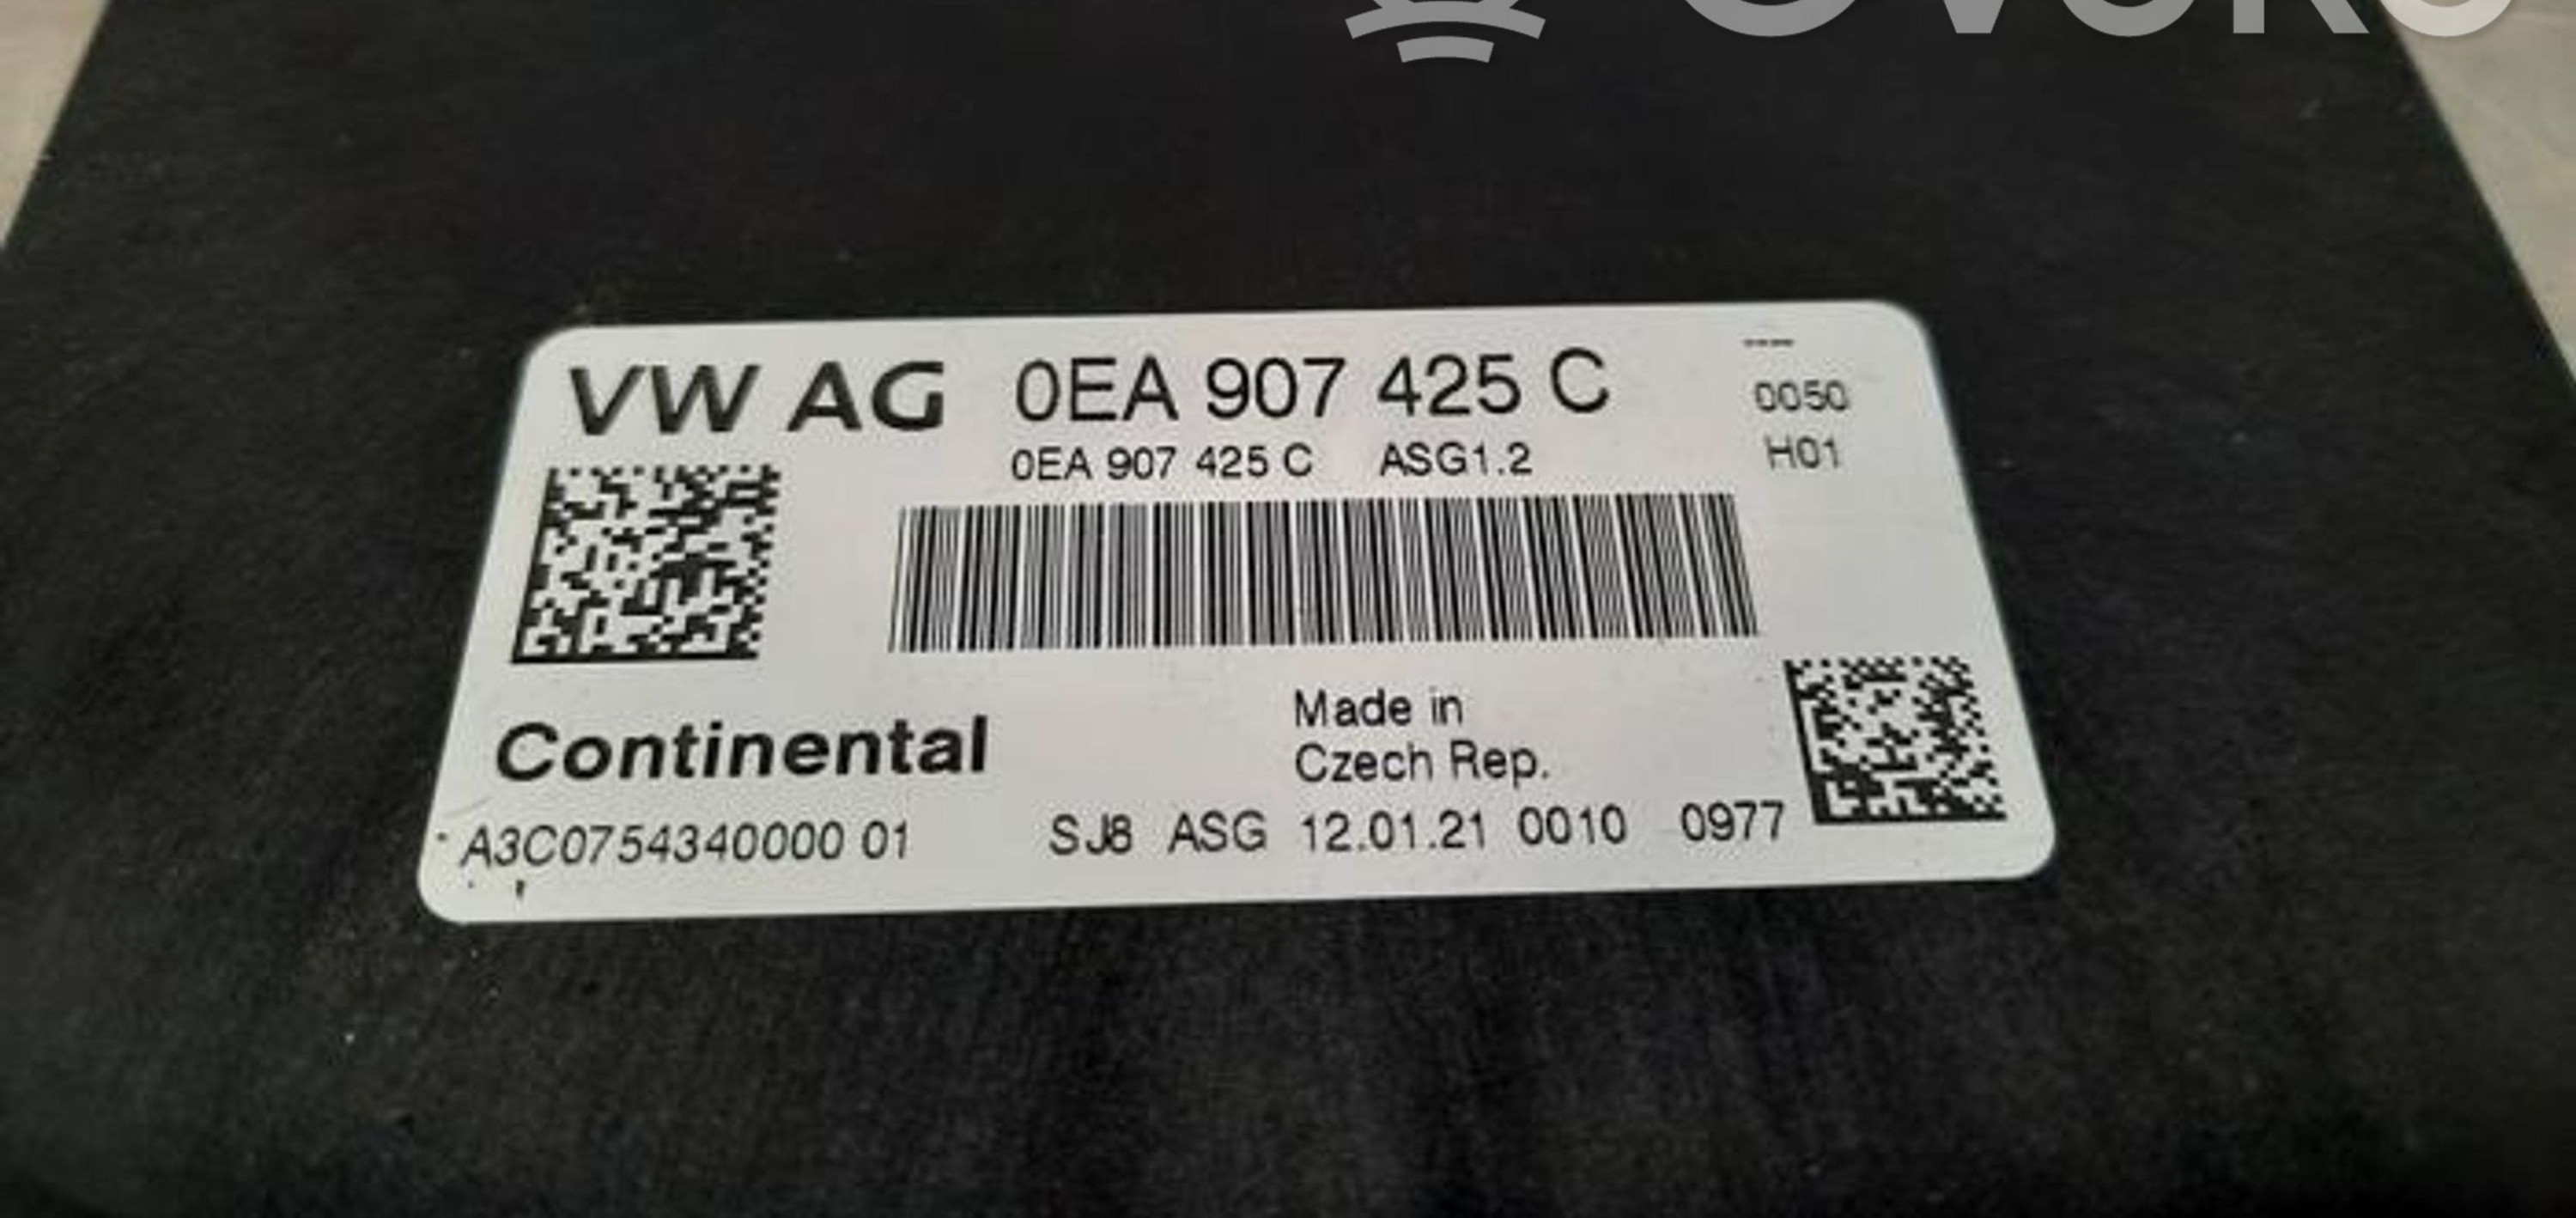 VW AG 0EA 907 425 C
0EA 907 425 C ASG1.2
----
0050
H01
Continental
Made in
Czech Rep.
A3C0754340000 01 SJ8 ASG 12.01.21 0010 0977